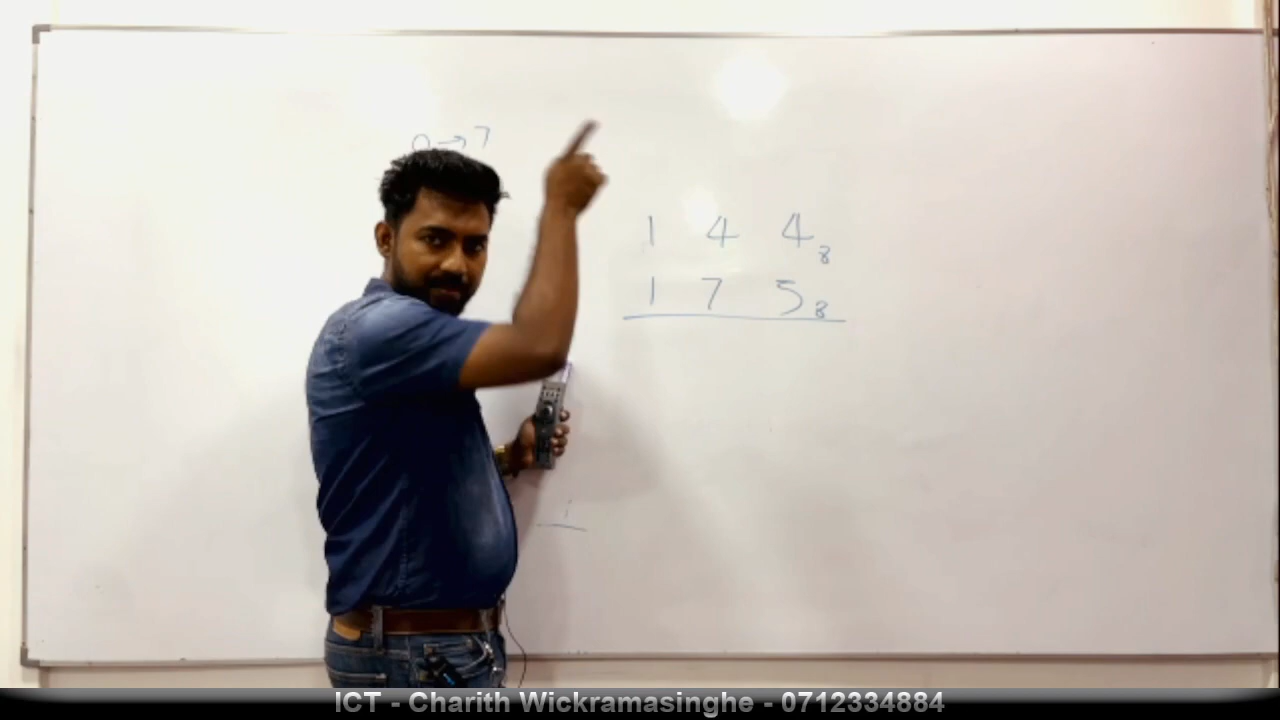 0 → 7
1 4 4₈
1 7 5₈
ICT - Charith Wickramasinghe - 0712334884